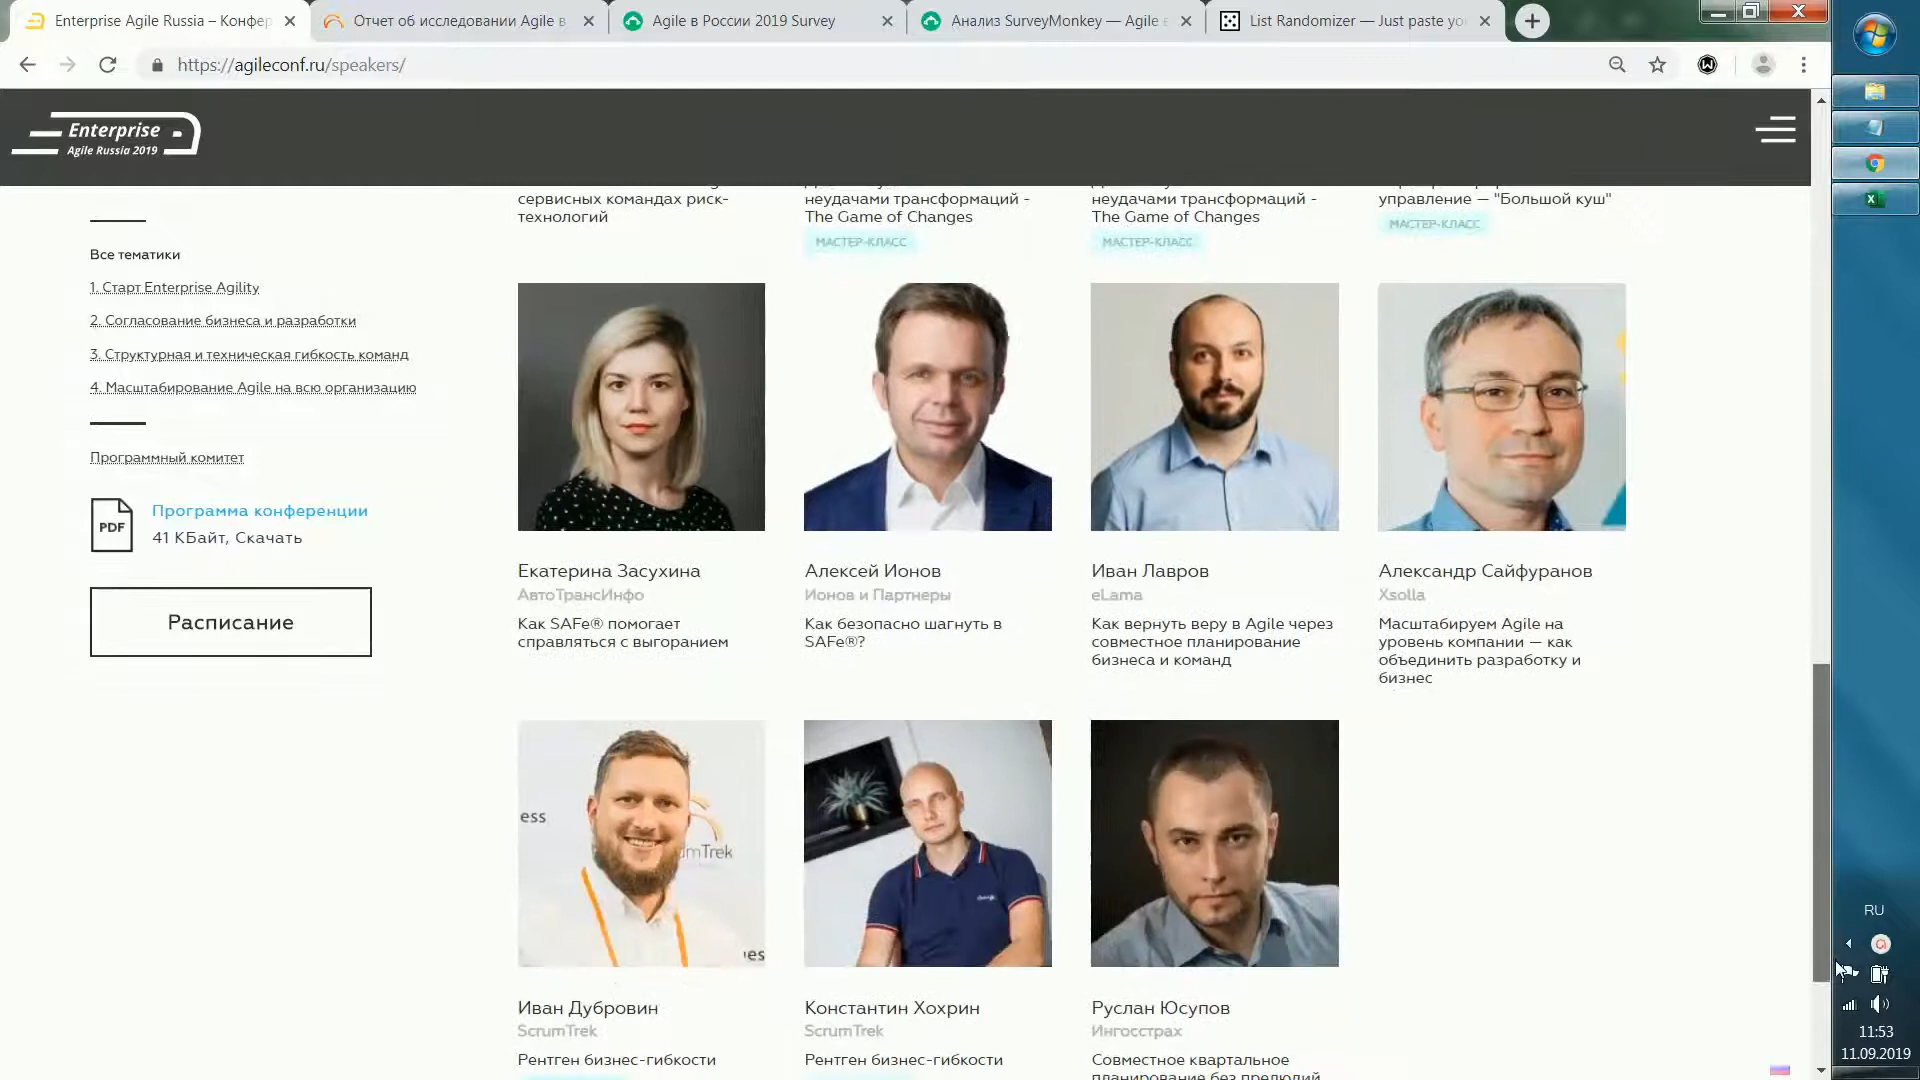 Enterprise Agile Russia – Конфер
Отчет об исследовании Agile в
Agile в России 2019 Survey
Анализ SurveyMonkey — Agile в
List Randomizer — Just paste yo
https://agileconf.ru/speakers/
Enterprise
Agile Russia 2019
сервисных командах риск-
технологий
неудачами трансформаций -
The Game of Changes
МАСТЕР-КЛАСС
неудачами трансформаций -
The Game of Changes
МАСТЕР-КЛАСС
управление — "Большой куш"
МАСТЕР-КЛАСС
Все тематики
1. Старт Enterprise Agility
2. Согласование бизнеса и разработки
3. Структурная и техническая гибкость команд
4. Масштабирование Agile на всю организацию
Программный комитет
PDF
Программа конференции
41 КБайт, Скачать
Расписание
Екатерина Засухина
АвтоТрансИнфо
Как SAFe® помогает
справляться с выгоранием
Алексей Ионов
Ионов и Партнеры
Как безопасно шагнуть в
SAFe®?
Иван Лавров
eLama
Как вернуть веру в Agile через
совместное планирование
бизнеса и команд
Александр Сайфуранов
Xsolla
Масштабируем Agile на
уровень компании — как
объединить разработку и
бизнес
ess
umTrek
es
Иван Дубровин
ScrumTrek
Рентген бизнес-гибкости
Константин Хохрин
ScrumTrek
Рентген бизнес-гибкости
Руслан Юсупов
Ингосстрах
Совместное квартальное
планирование без прелюдий
RU
11:53
11.09.2019